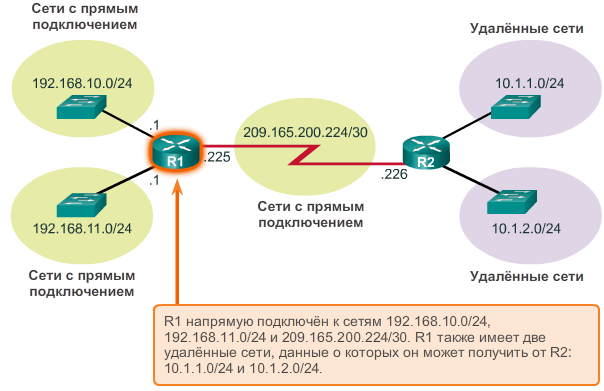 Сети с прямым
подключением
Удалённые сети
192.168.10.0/24
10.1.1.0/24
.1
209.165.200.224/30
R1
.225
R2
.1
.226
192.168.11.0/24
Сети с прямым
подключением
10.1.2.0/24
Сети с прямым
подключением
Удалённые сети
R1 напрямую подключён к сетям 192.168.10.0/24,
192.168.11.0/24 и 209.165.200.224/30. R1 также имеет две
удалённые сети, данные о которых он может получить от R2:
10.1.1.0/24 и 10.1.2.0/24.